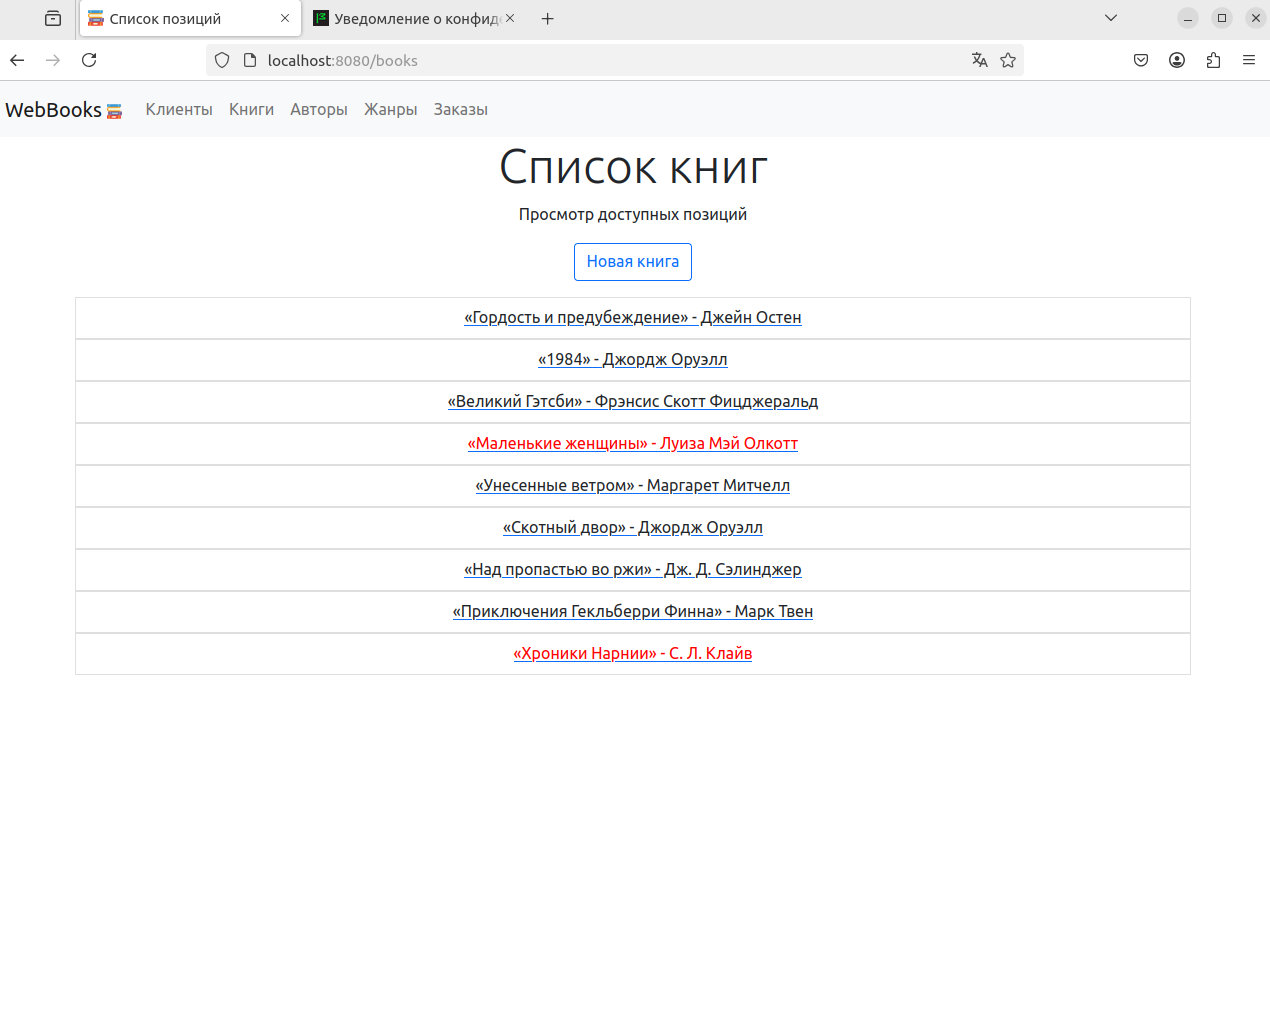 Список позиций
Уведомление о конфиде
localhost:8080/books
WebBooks Клиенты Книги Авторы Жанры Заказы
Список книг
Просмотр доступных позиций
Новая книга
«Гордость и предубеждение» - Джейн Остен
«1984» - Джордж Оруэлл
«Великий Гэтсби» - Фрэнсис Скотт Фицджеральд
«Маленькие женщины» - Луиза Мэй Олкотт
«Унесенные ветром» - Маргарет Митчелл
«Скотный двор» - Джордж Оруэлл
«Над пропастью во ржи» - Дж. Д. Сэлинджер
«Приключения Гекльберри Финна» - Марк Твен
«Хроники Нарнии» - С. Л. Клайв